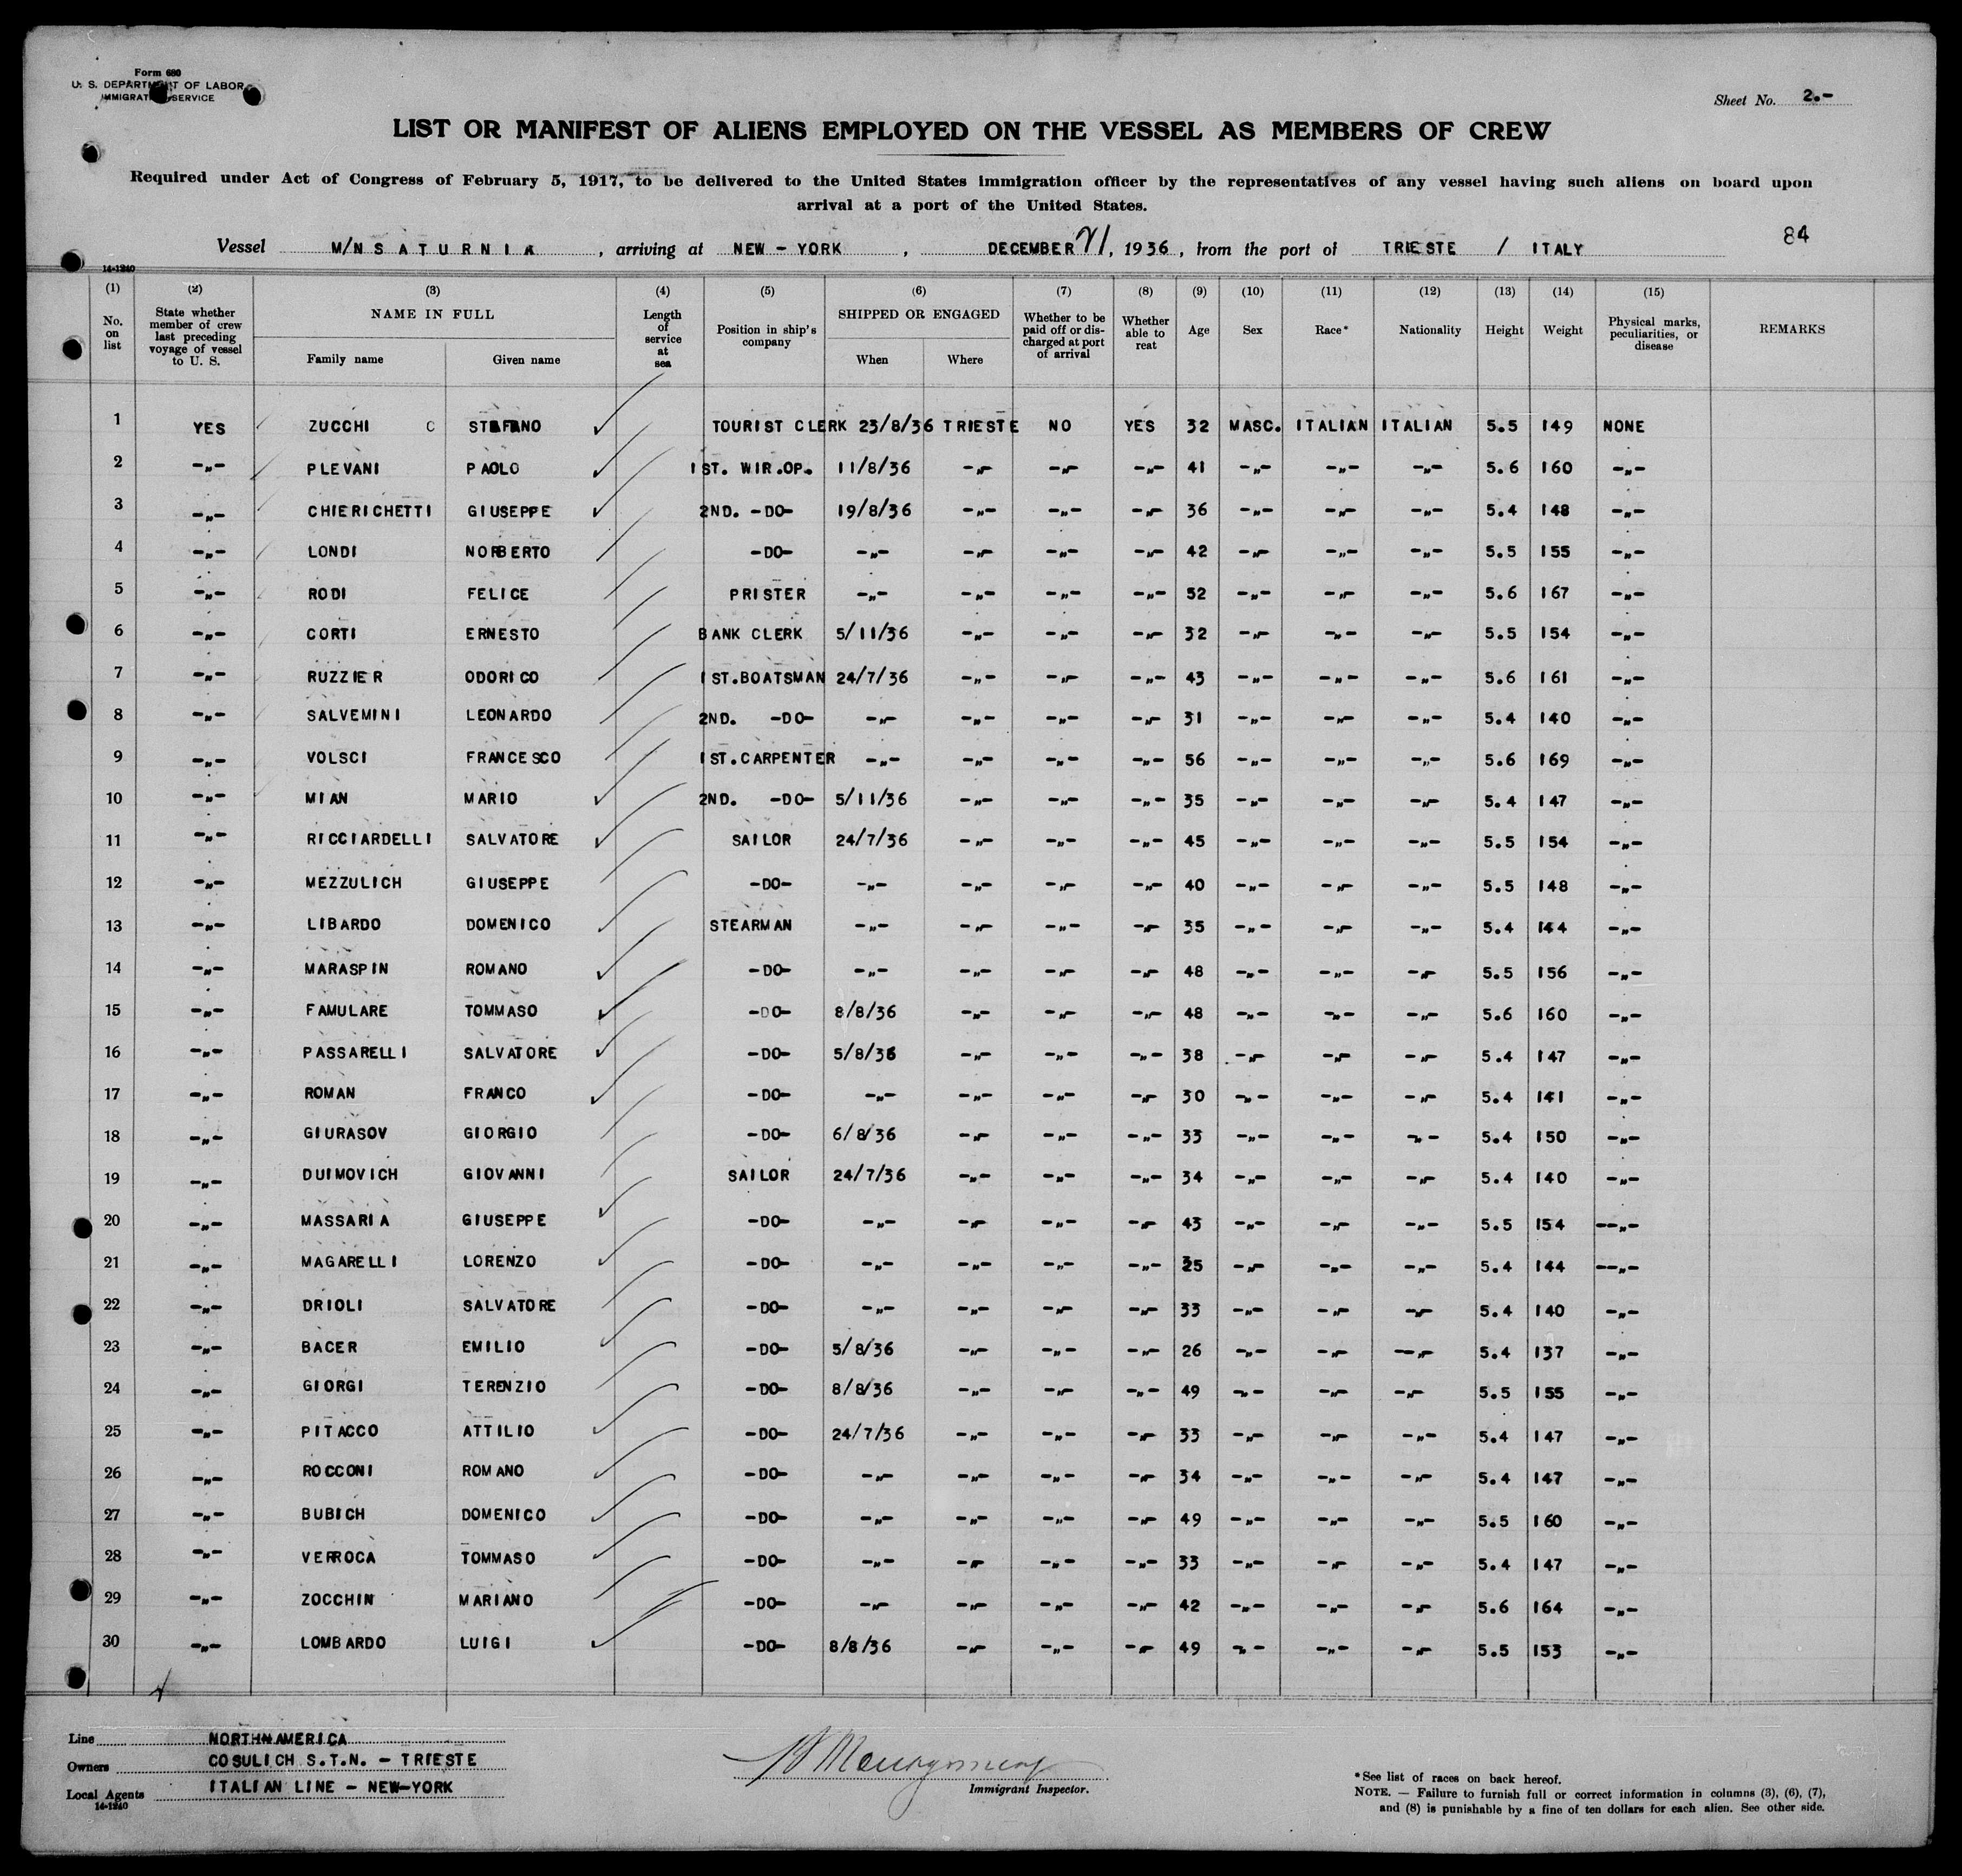 Form 680
U. S. DEPARTMENT OF LABOR
IMMIGRATION SERVICE
Sheet No. 2.-
LIST OR MANIFEST OF ALIENS EMPLOYED ON THE VESSEL AS MEMBERS OF CREW
Required under Act of Congress of February 5, 1917, to be delivered to the United States immigration officer by the representatives of any vessel having such aliens on board upon
arrival at a port of the United States.
84
Vessel M/N SATURNIA , arriving at NEW - YORK , DECEMBER 21, 1936, from the port of TRIESTE / ITALY
14-1240
(1) No. on list (2) State whether member of crew last preceding voyage of vessel to U. S. (3) NAME IN FULL Family name Given name (4) Length of service at sea (5) Position in ship's company (6) SHIPPED OR ENGAGED When Where (7) Whether to be paid off or discharged at port of arrival (8) Whether able to reat (9) Age (10) Sex (11) Race* (12) Nationality (13) Height (14) Weight (15) Physical marks, peculiarities, or disease REMARKS
1 YES ZUCCHI C STEFANO TOURIST CLERK 23/8/36 TRIESTE NO YES 32 MASC. ITALIAN ITALIAN 5.5 149 NONE
2 -"- PLEVANI PAOLO 1ST. WIR.OP. 11/8/36 -"- -"- -"- 41 -"- -"- -"- 5.6 160 -"-
3 -"- CHIERICHETTI GIUSEPPE 2ND. -DO- 19/8/36 -"- -"- -"- 36 -"- -"- -"- 5.4 148 -"-
4 -"- LONDI NORBERTO -DO- -"- -"- -"- -"- 42 -"- -"- -"- 5.5 155 -"-
5 -"- RODI FELICE PRISTER -"- -"- -"- -"- 52 -"- -"- -"- 5.6 167 -"-
6 -"- CORTI ERNESTO BANK CLERK 5/11/36 -"- -"- -"- 32 -"- -"- -"- 5.5 154 -"-
7 -"- RUZZIER ODORICO 1ST.BOATSMAN 24/7/36 -"- -"- -"- 43 -"- -"- -"- 5.6 161 -"-
8 -"- SALVEMINI LEONARDO 2ND. -DO- -"- -"- -"- -"- 31 -"- -"- -"- 5.4 140 -"-
9 -"- VOLSCI FRANCESCO 1ST.CARPENTER -"- -"- -"- -"- 56 -"- -"- -"- 5.6 169 -"-
10 -"- MIAN MARIO 2ND. -DO- 5/11/36 -"- -"- -"- 35 -"- -"- -"- 5.4 147 -"-
11 -"- RICCIARDELLI SALVATORE SAILOR 24/7/36 -"- -"- -"- 45 -"- -"- -"- 5.5 154 -"-
12 -"- MEZZULICH GIUSEPPE -DO- -"- -"- -"- -"- 40 -"- -"- -"- 5.5 148 -"-
13 -"- LIBARDO DOMENICO STEARMAN -"- -"- -"- -"- 35 -"- -"- -"- 5.4 144 -"-
14 -"- MARASPIN ROMANO -DO- -"- -"- -"- -"- 48 -"- -"- -"- 5.5 156 -"-
15 -"- FAMULARE TOMMASO -DO- 8/8/36 -"- -"- -"- 48 -"- -"- -"- 5.6 160 -"-
16 -"- PASSARELLI SALVATORE -DO- 5/8/36 -"- -"- -"- 38 -"- -"- -"- 5.4 147 -"-
17 -"- ROMAN FRANCO -DO- -"- -"- -"- -"- 30 -"- -"- -"- 5.4 141 -"-
18 -"- GIURASOV GIORGIO -DO- 6/8/36 -"- -"- -"- 33 -"- -"- -"- 5.4 150 -"-
19 -"- DUIMOVICH GIOVANNI SAILOR 24/7/36 -"- -"- -"- 34 -"- -"- -"- 5.4 140 -"-
20 -"- MASSARIA GIUSEPPE -DO- -"- -"- -"- -"- 43 -"- -"- -"- 5.5 154 --"-
21 -"- MAGARELLI LORENZO -DO- -"- -"- -"- -"- 25 -"- -"- -"- 5.4 144 --"-
22 -"- DRIOLI SALVATORE -DO- -"- -"- -"- -"- 33 -"- -"- -"- 5.4 140 -"-
23 -"- BACER EMILIO -DO- 5/8/36 -"- -"- -"- 26 -"- -"- -"- 5.4 137 -"-
24 -"- GIORGI TERENZIO -DO- 8/8/36 -"- -"- -"- 49 -"- -"- -"- 5.5 155 -"-
25 -"- PITACCO ATTILIO -DO- 24/7/36 -"- -"- -"- 33 -"- -"- -"- 5.4 147 -"-
26 -"- ROCCONI ROMANO -DO- -"- -"- -"- -"- 34 -"- -"- -"- 5.4 147 -"-
27 -"- BUBICH DOMENICO -DO- -"- -"- -"- -"- 49 -"- -"- -"- 5.5 160 -"-
28 -"- VERROCA TOMMASO -DO- -"- -"- -"- -"- 33 -"- -"- -"- 5.4 147 -"-
29 -"- ZOCCHIN MARIANO -DO- -"- -"- -"- -"- 42 -"- -"- -"- 5.6 164 -"-
30 -"- LOMBARDO LUIGI -DO- 8/8/36 -"- -"- -"- 49 -"- -"- -"- 5.5 153 -"-
Line NORTH-AMERICA
Owners COSULICH S.T.N. - TRIESTE
Local Agents ITALIAN LINE - NEW-YORK
14-1240
Montgomery
Immigrant Inspector.
*See list of races on back hereof.
NOTE. — Failure to furnish full or correct information in columns (3), (6), (7),
and (8) is punishable by a fine of ten dollars for each alien. See other side.